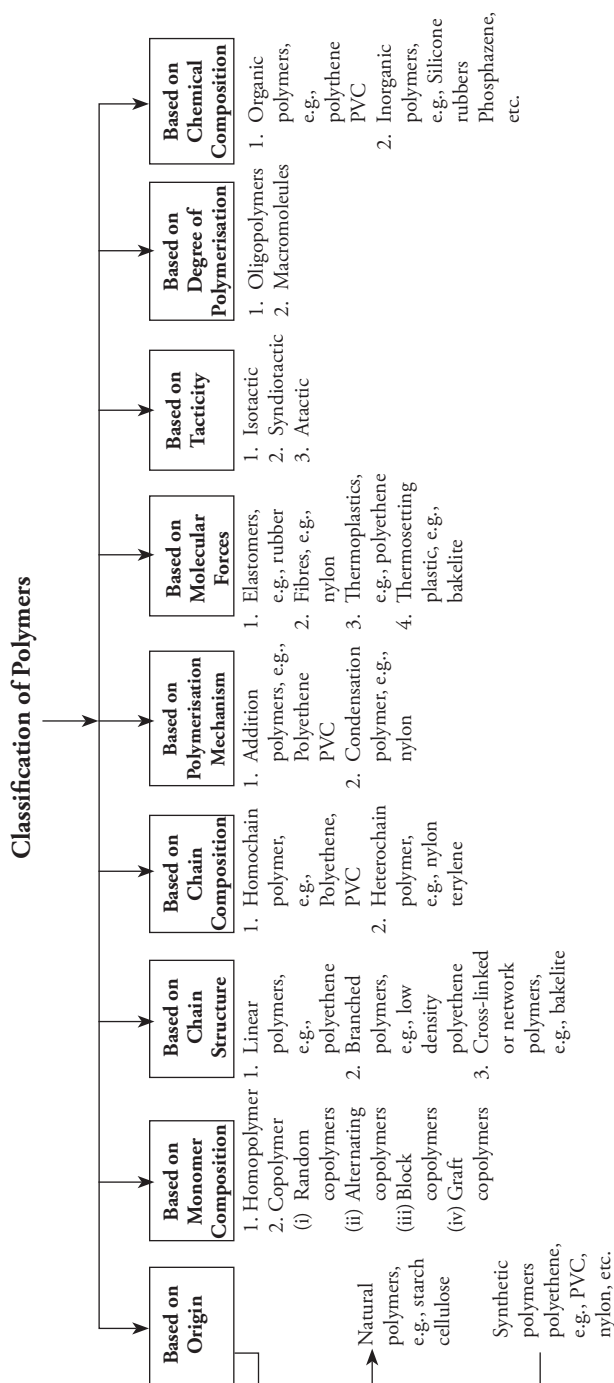 Classification of Polymers
Based on
Origin
Natural
polymers,
e.g., starch
cellulose
Synthetic
polymers
polyethene,
e.g., PVC,
nylon, etc.
Based on
Monomer
Composition
1. Homopolymer
2. Copolymer
(i) Random
copolymers
(ii) Alternating
copolymers
(iii) Block
copolymers
(iv) Graft
copolymers
Based on
Chain
Structure
1. Linear
polymers,
e.g.,
polyethene
2. Branched
polymers,
e.g., low
density
polyethene
3. Cross-linked
or network
polymers,
e.g., bakelite
Based on
Chain
Composition
1. Homochain
polymer,
e.g.,
Polyethene,
PVC
2. Heterochain
polymer,
e.g., nylon
terylene
Based on
Polymerisation
Mechanism
1. Addition
polymers, e.g.,
Polyethene
PVC
2. Condensation
polymer, e.g.,
nylon
Based on
Molecular
Forces
1. Elastomers,
e.g., rubber
2. Fibres, e.g.,
nylon
3. Thermoplastics,
e.g., polyethene
4. Thermosetting
plastic, e.g.,
bakelite
Based on
Tacticity
1. Isotactic
2. Syndiotactic
3. Atactic
Based on
Degree of
Polymerisation
1. Oligopolymers
2. Macromoleules
Based on
Chemical
Composition
1. Organic
polymers,
e.g.,
polythene
PVC
2. Inorganic
polymers,
e.g., Silicone
rubbers
Phosphazene,
etc.